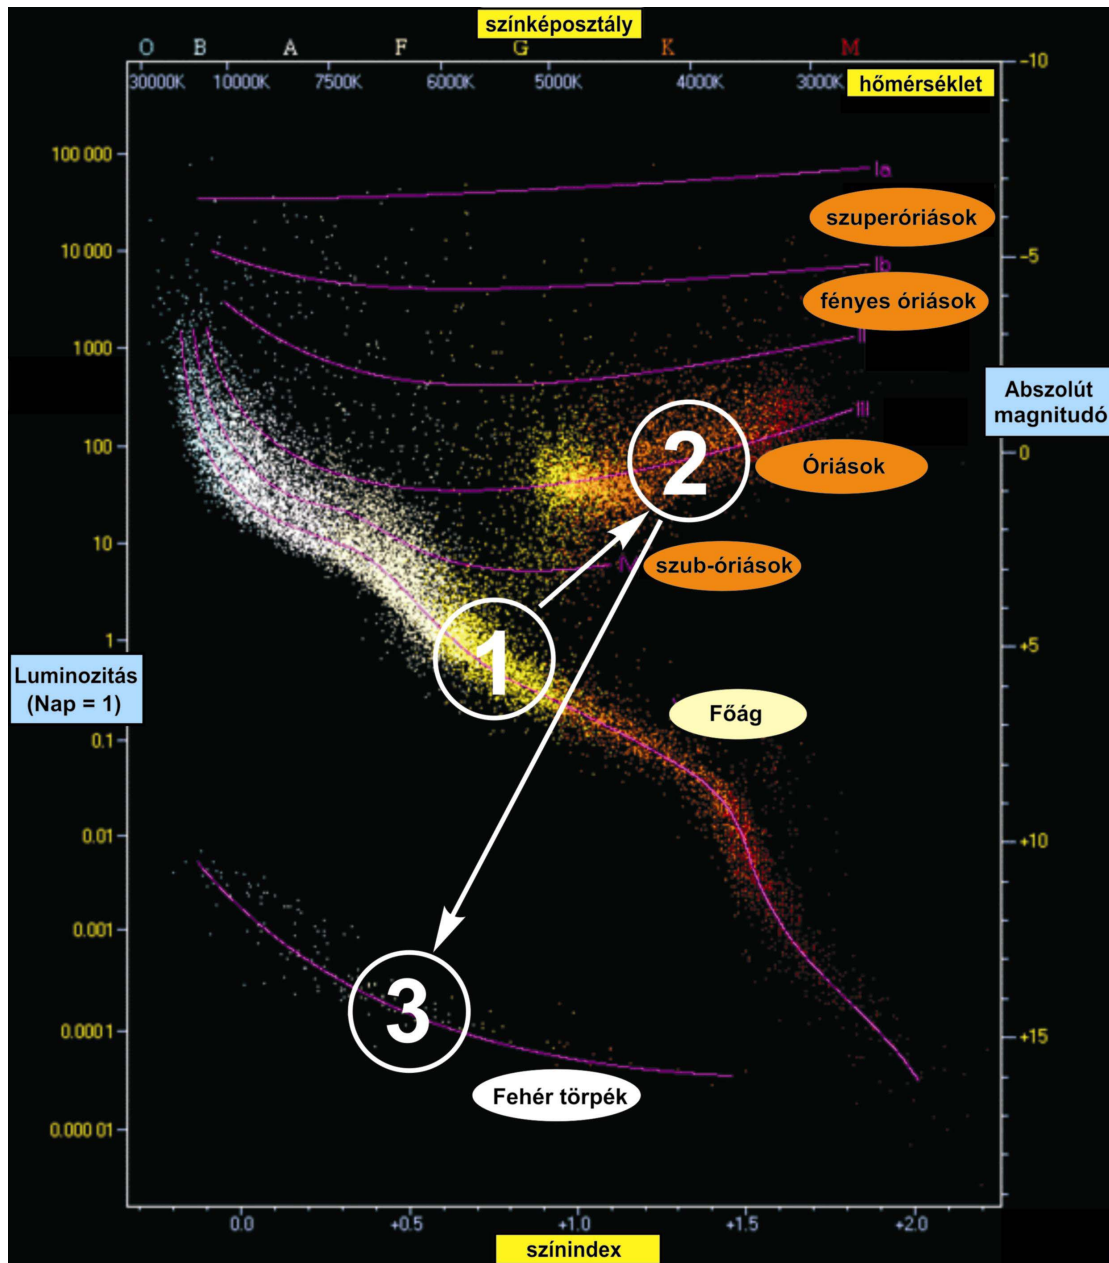 színképosztály
O B A F G K M
30000K 10000K 7500K 6000K 5000K 4000K 3000K
hőmérséklet
-10
100 000
Ia
szuperóriások
10 000
-5
Ib
fényes óriások
1 000
II
Abszolút
magnitudó
III
100
2
0
Óriások
10
IV
szub-óriások
1
1
+5
Luminozitás
(Nap = 1)
Főág
0.1
0.01
+10
0.001
3
0.0001
+15
Fehér törpék
0.000 01
0.0 +0.5 +1.0 +1.5 +2.0
színindex